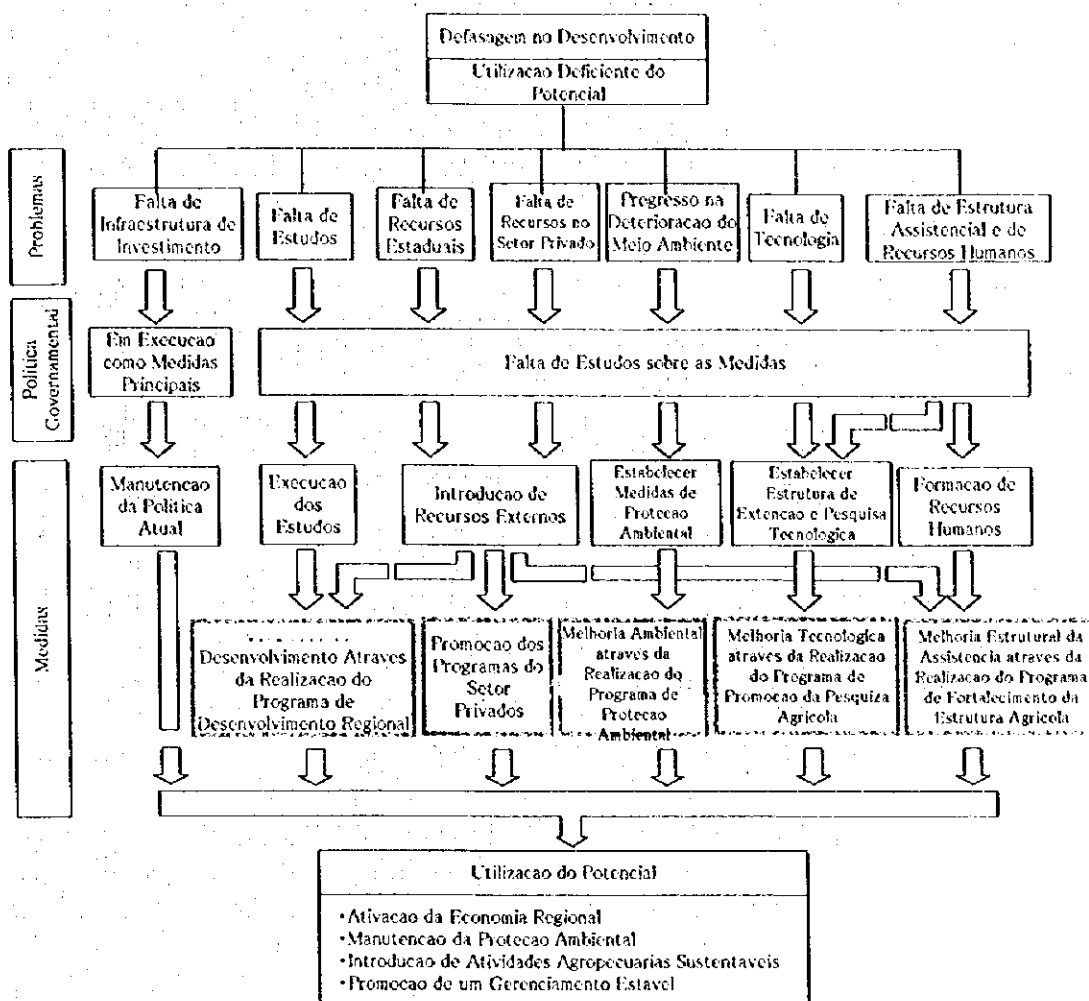 Defasagem no Desenvolvimento
Utilizacao Deficiente do
Potencial
Problemas
Falta de
Infraestrutura de
Investimento
Falta de
Estudos
Falta de
Recursos
Estaduais
Falta de
Recursos no
Setor Privado
Progresso na
Deterioracao do
Meio Ambiente
Falta de
Tecnologia
Falta de Estrutura
Assistencial e de
Recursos Humanos
Política
Governamental
Em Execucao
como Medidas
Principais
Falta de Estudos sobre as Medidas
Medidas
Manutencao
da Politica
Atual
Execucao
dos
Estudos
Introducao de
Recursos Externos
Estabelecer
Medidas de
Protecao
Ambiental
Estabelecer
Estrutura de
Extencao e Pesquisa
Tecnologica
Formacao de
Recursos
Humanos
Desenvolvimento Atraves
da Realizacao do
Programa de
Desenvolvimento Regional
Promocao dos
Programas do
Setor
Privados
Melhoria Ambiental
através da
Realizacao do
Programa de
Protecao
Ambiental
Melhoria Tecnologica
através da Realizacao
do Programa de
Promocao da Pesquiza
Agricola
Melhoria Estrutural da
Assistencia através da
Realização do Programa
de Fortalecimento da
Estrutura Agricola
Utilizacao do Potencial
•Ativacao da Economia Regional
•Manutencao da Protecao Ambiental
•Introducao de Atividades Agropecuarias Sustentaveis
•Promocao de um Gerenciamento Estavel